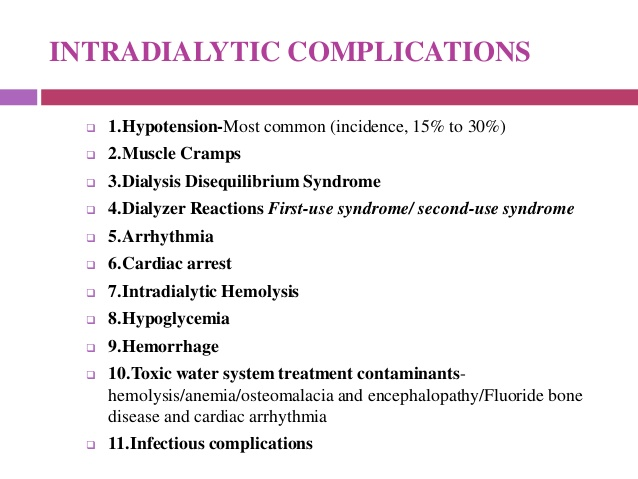 INTRADIALYTIC COMPLICATIONS
1.Hypotension-Most common (incidence, 15% to 30%)
2.Muscle Cramps
3.Dialysis Disequilibrium Syndrome
4.Dialyzer Reactions First-use syndrome/ second-use syndrome
5.Arrhythmia
6.Cardiac arrest
7.Intradialytic Hemolysis
8.Hypoglycemia
9.Hemorrhage
10.Toxic water system treatment contaminants-
hemolysis/anemia/osteomalacia and encephalopathy/Fluoride bone
disease and cardiac arrhythmia
11.Infectious complications